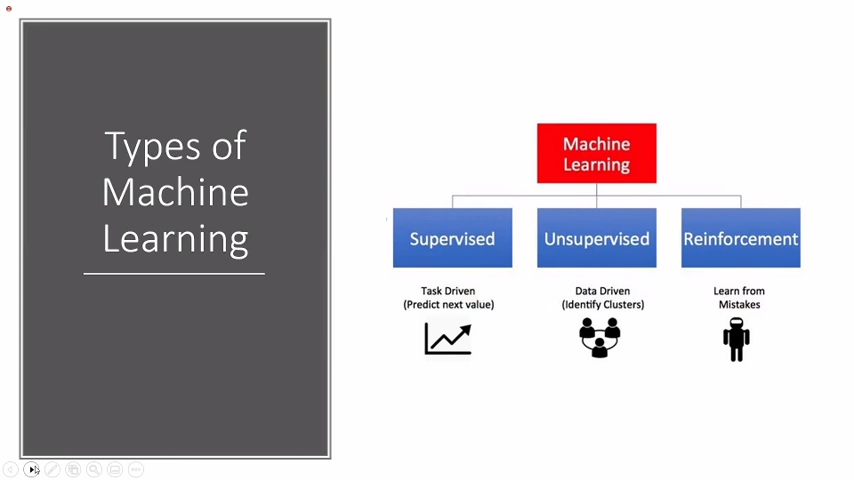 Types of
Machine
Learning
Machine
Learning
Supervised
Unsupervised
Reinforcement
Task Driven
(Predict next value)
Data Driven
(Identify Clusters)
Learn from
Mistakes